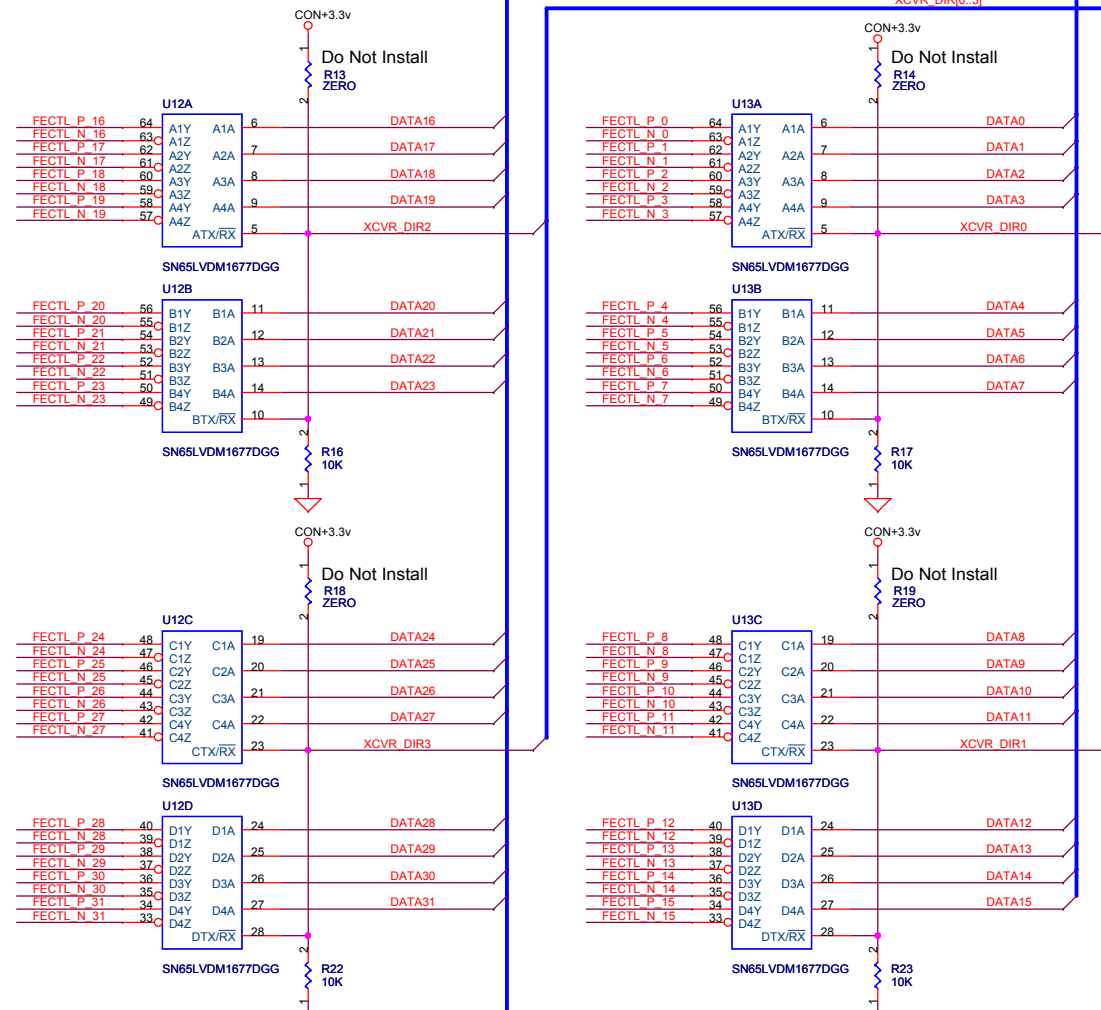 XCVR_DIR[0..3]
CON+3.3v
1
Do Not Install
R13
ZERO
2
U12A
FECTL_P_16 64 A1Y A1A 6 DATA16
FECTL_N_16 63 A1Z
FECTL_P_17 62 A2Y A2A 7 DATA17
FECTL_N_17 61 A2Z
FECTL_P_18 60 A3Y A3A 8 DATA18
FECTL_N_18 59 A3Z
FECTL_P_19 58 A4Y A4A 9 DATA19
FECTL_N_19 57 A4Z
ATX/RX 5 XCVR_DIR2
SN65LVDM1677DGG
U12B
FECTL_P_20 56 B1Y B1A 11 DATA20
FECTL_N_20 55 B1Z
FECTL_P_21 54 B2Y B2A 12 DATA21
FECTL_N_21 53 B2Z
FECTL_P_22 52 B3Y B3A 13 DATA22
FECTL_N_22 51 B3Z
FECTL_P_23 50 B4Y B4A 14 DATA23
FECTL_N_23 49 B4Z
BTX/RX 10
SN65LVDM1677DGG
2
R16
10K
1
CON+3.3v
1
Do Not Install
R18
ZERO
2
U12C
FECTL_P_24 48 C1Y C1A 19 DATA24
FECTL_N_24 47 C1Z
FECTL_P_25 46 C2Y C2A 20 DATA25
FECTL_N_25 45 C2Z
FECTL_P_26 44 C3Y C3A 21 DATA26
FECTL_N_26 43 C3Z
FECTL_P_27 42 C4Y C4A 22 DATA27
FECTL_N_27 41 C4Z
CTX/RX 23 XCVR_DIR3
SN65LVDM1677DGG
U12D
FECTL_P_28 40 D1Y D1A 24 DATA28
FECTL_N_28 39 D1Z
FECTL_P_29 38 D2Y D2A 25 DATA29
FECTL_N_29 37 D2Z
FECTL_P_30 36 D3Y D3A 26 DATA30
FECTL_N_30 35 D3Z
FECTL_P_31 34 D4Y D4A 27 DATA31
FECTL_N_31 33 D4Z
DTX/RX 28
SN65LVDM1677DGG
2
R22
10K
1
CON+3.3v
1
Do Not Install
R14
ZERO
2
U13A
FECTL_P_0 64 A1Y A1A 6 DATA0
FECTL_N_0 63 A1Z
FECTL_P_1 62 A2Y A2A 7 DATA1
FECTL_N_1 61 A2Z
FECTL_P_2 60 A3Y A3A 8 DATA2
FECTL_N_2 59 A3Z
FECTL_P_3 58 A4Y A4A 9 DATA3
FECTL_N_3 57 A4Z
ATX/RX 5 XCVR_DIR0
SN65LVDM1677DGG
U13B
FECTL_P_4 56 B1Y B1A 11 DATA4
FECTL_N_4 55 B1Z
FECTL_P_5 54 B2Y B2A 12 DATA5
FECTL_N_5 53 B2Z
FECTL_P_6 52 B3Y B3A 13 DATA6
FECTL_N_6 51 B3Z
FECTL_P_7 50 B4Y B4A 14 DATA7
FECTL_N_7 49 B4Z
BTX/RX 10
SN65LVDM1677DGG
2
R17
10K
1
CON+3.3v
1
Do Not Install
R19
ZERO
2
U13C
FECTL_P_8 48 C1Y C1A 19 DATA8
FECTL_N_8 47 C1Z
FECTL_P_9 46 C2Y C2A 20 DATA9
FECTL_N_9 45 C2Z
FECTL_P_10 44 C3Y C3A 21 DATA10
FECTL_N_10 43 C3Z
FECTL_P_11 42 C4Y C4A 22 DATA11
FECTL_N_11 41 C4Z
CTX/RX 23 XCVR_DIR1
SN65LVDM1677DGG
U13D
FECTL_P_12 40 D1Y D1A 24 DATA12
FECTL_N_12 39 D1Z
FECTL_P_13 38 D2Y D2A 25 DATA13
FECTL_N_13 37 D2Z
FECTL_P_14 36 D3Y D3A 26 DATA14
FECTL_N_14 35 D3Z
FECTL_P_15 34 D4Y D4A 27 DATA15
FECTL_N_15 33 D4Z
DTX/RX 28
SN65LVDM1677DGG
2
R23
10K
1